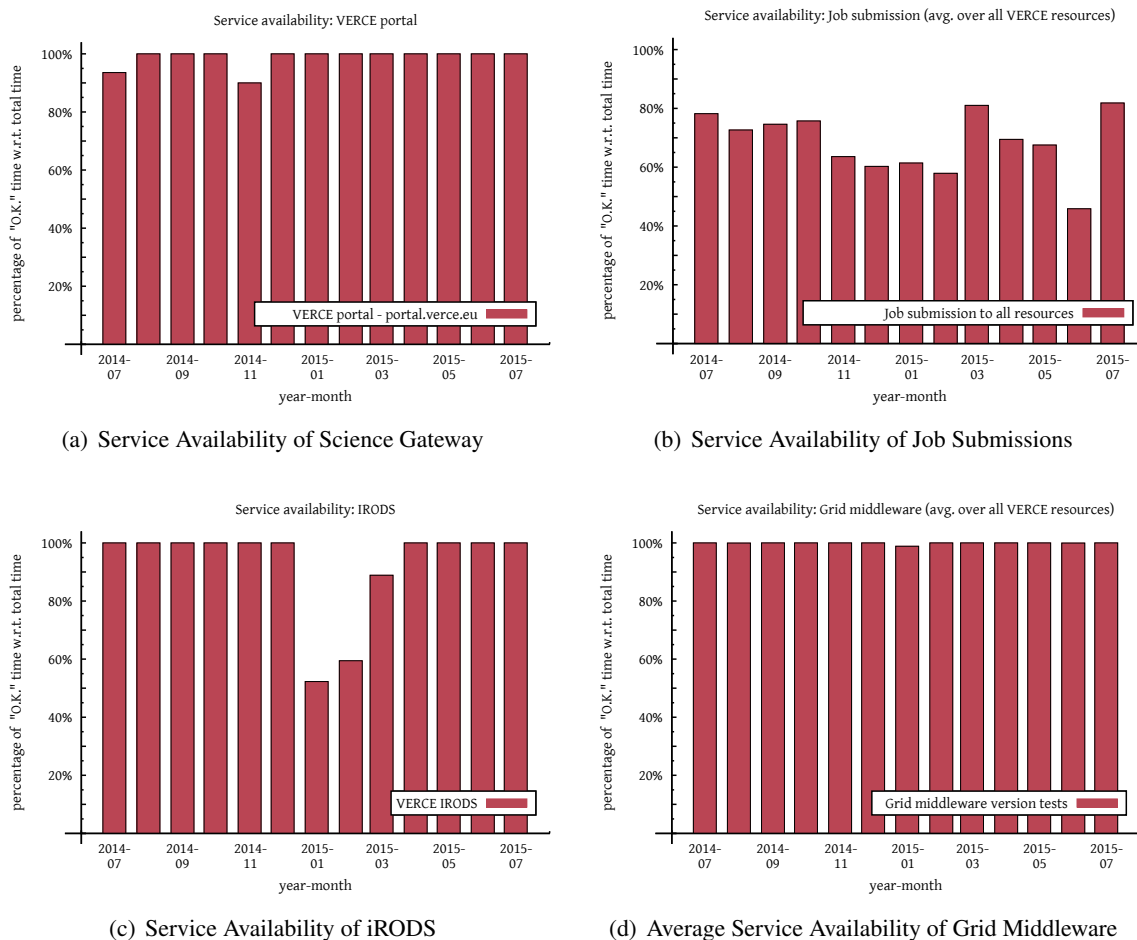 Service availability: VERCE portal
percentage of "O.K." time w.r.t. total time
100%
80%
60%
40%
20%
VERCE portal - portal.verce.eu
2014-07
2014-09
2014-11
2015-01
2015-03
2015-05
2015-07
year-month
(a) Service Availability of Science Gateway
Service availability: Job submission (avg. over all VERCE resources)
percentage of "O.K." time w.r.t. total time
100%
80%
60%
40%
20%
Job submission to all resources
2014-07
2014-09
2014-11
2015-01
2015-03
2015-05
2015-07
year-month
(b) Service Availability of Job Submissions
Service availability: IRODS
percentage of "O.K." time w.r.t. total time
100%
80%
60%
40%
20%
VERCE IRODS
2014-07
2014-09
2014-11
2015-01
2015-03
2015-05
2015-07
year-month
(c) Service Availability of iRODS
Service availability: Grid middleware (avg. over all VERCE resources)
percentage of "O.K." time w.r.t. total time
100%
80%
60%
40%
20%
Grid middleware version tests
2014-07
2014-09
2014-11
2015-01
2015-03
2015-05
2015-07
year-month
(d) Average Service Availability of Grid Middleware